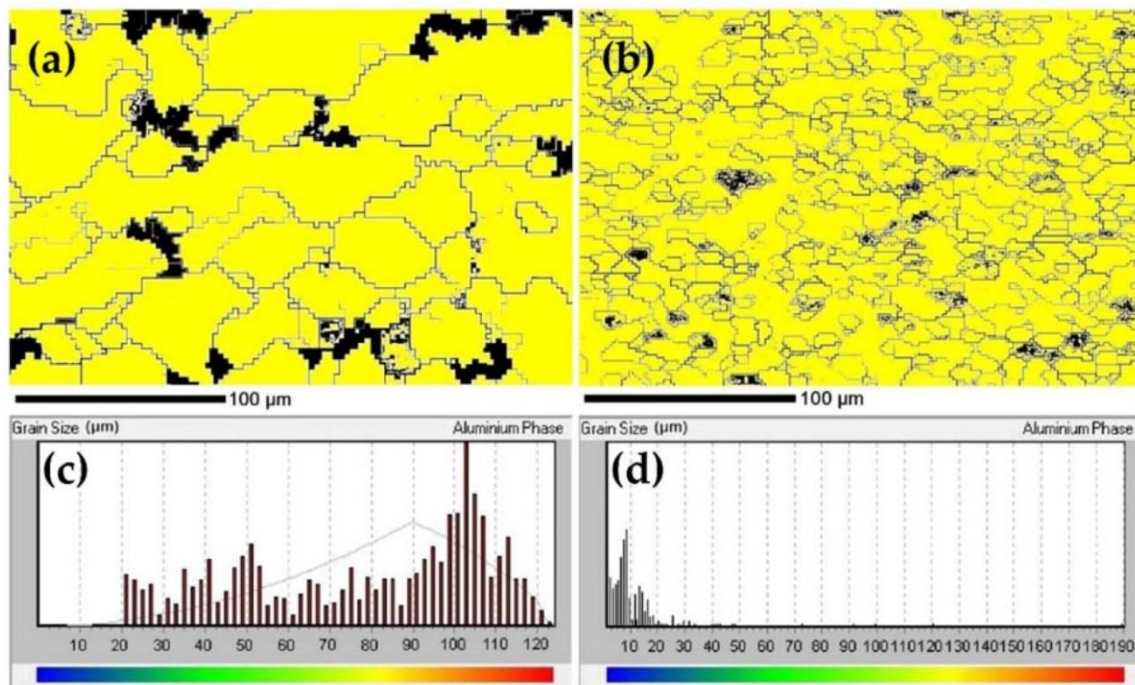 (a)
(b)
100 µm
100 µm
Grain Size (µm) Aluminium Phase
(c)
10 20 30 40 50 60 70 80 90 100 110 120
Grain Size (µm) Aluminium Phase
(d)
10 20 30 40 50 60 70 80 90 100 110 120 130 140 150 160 170 180 190